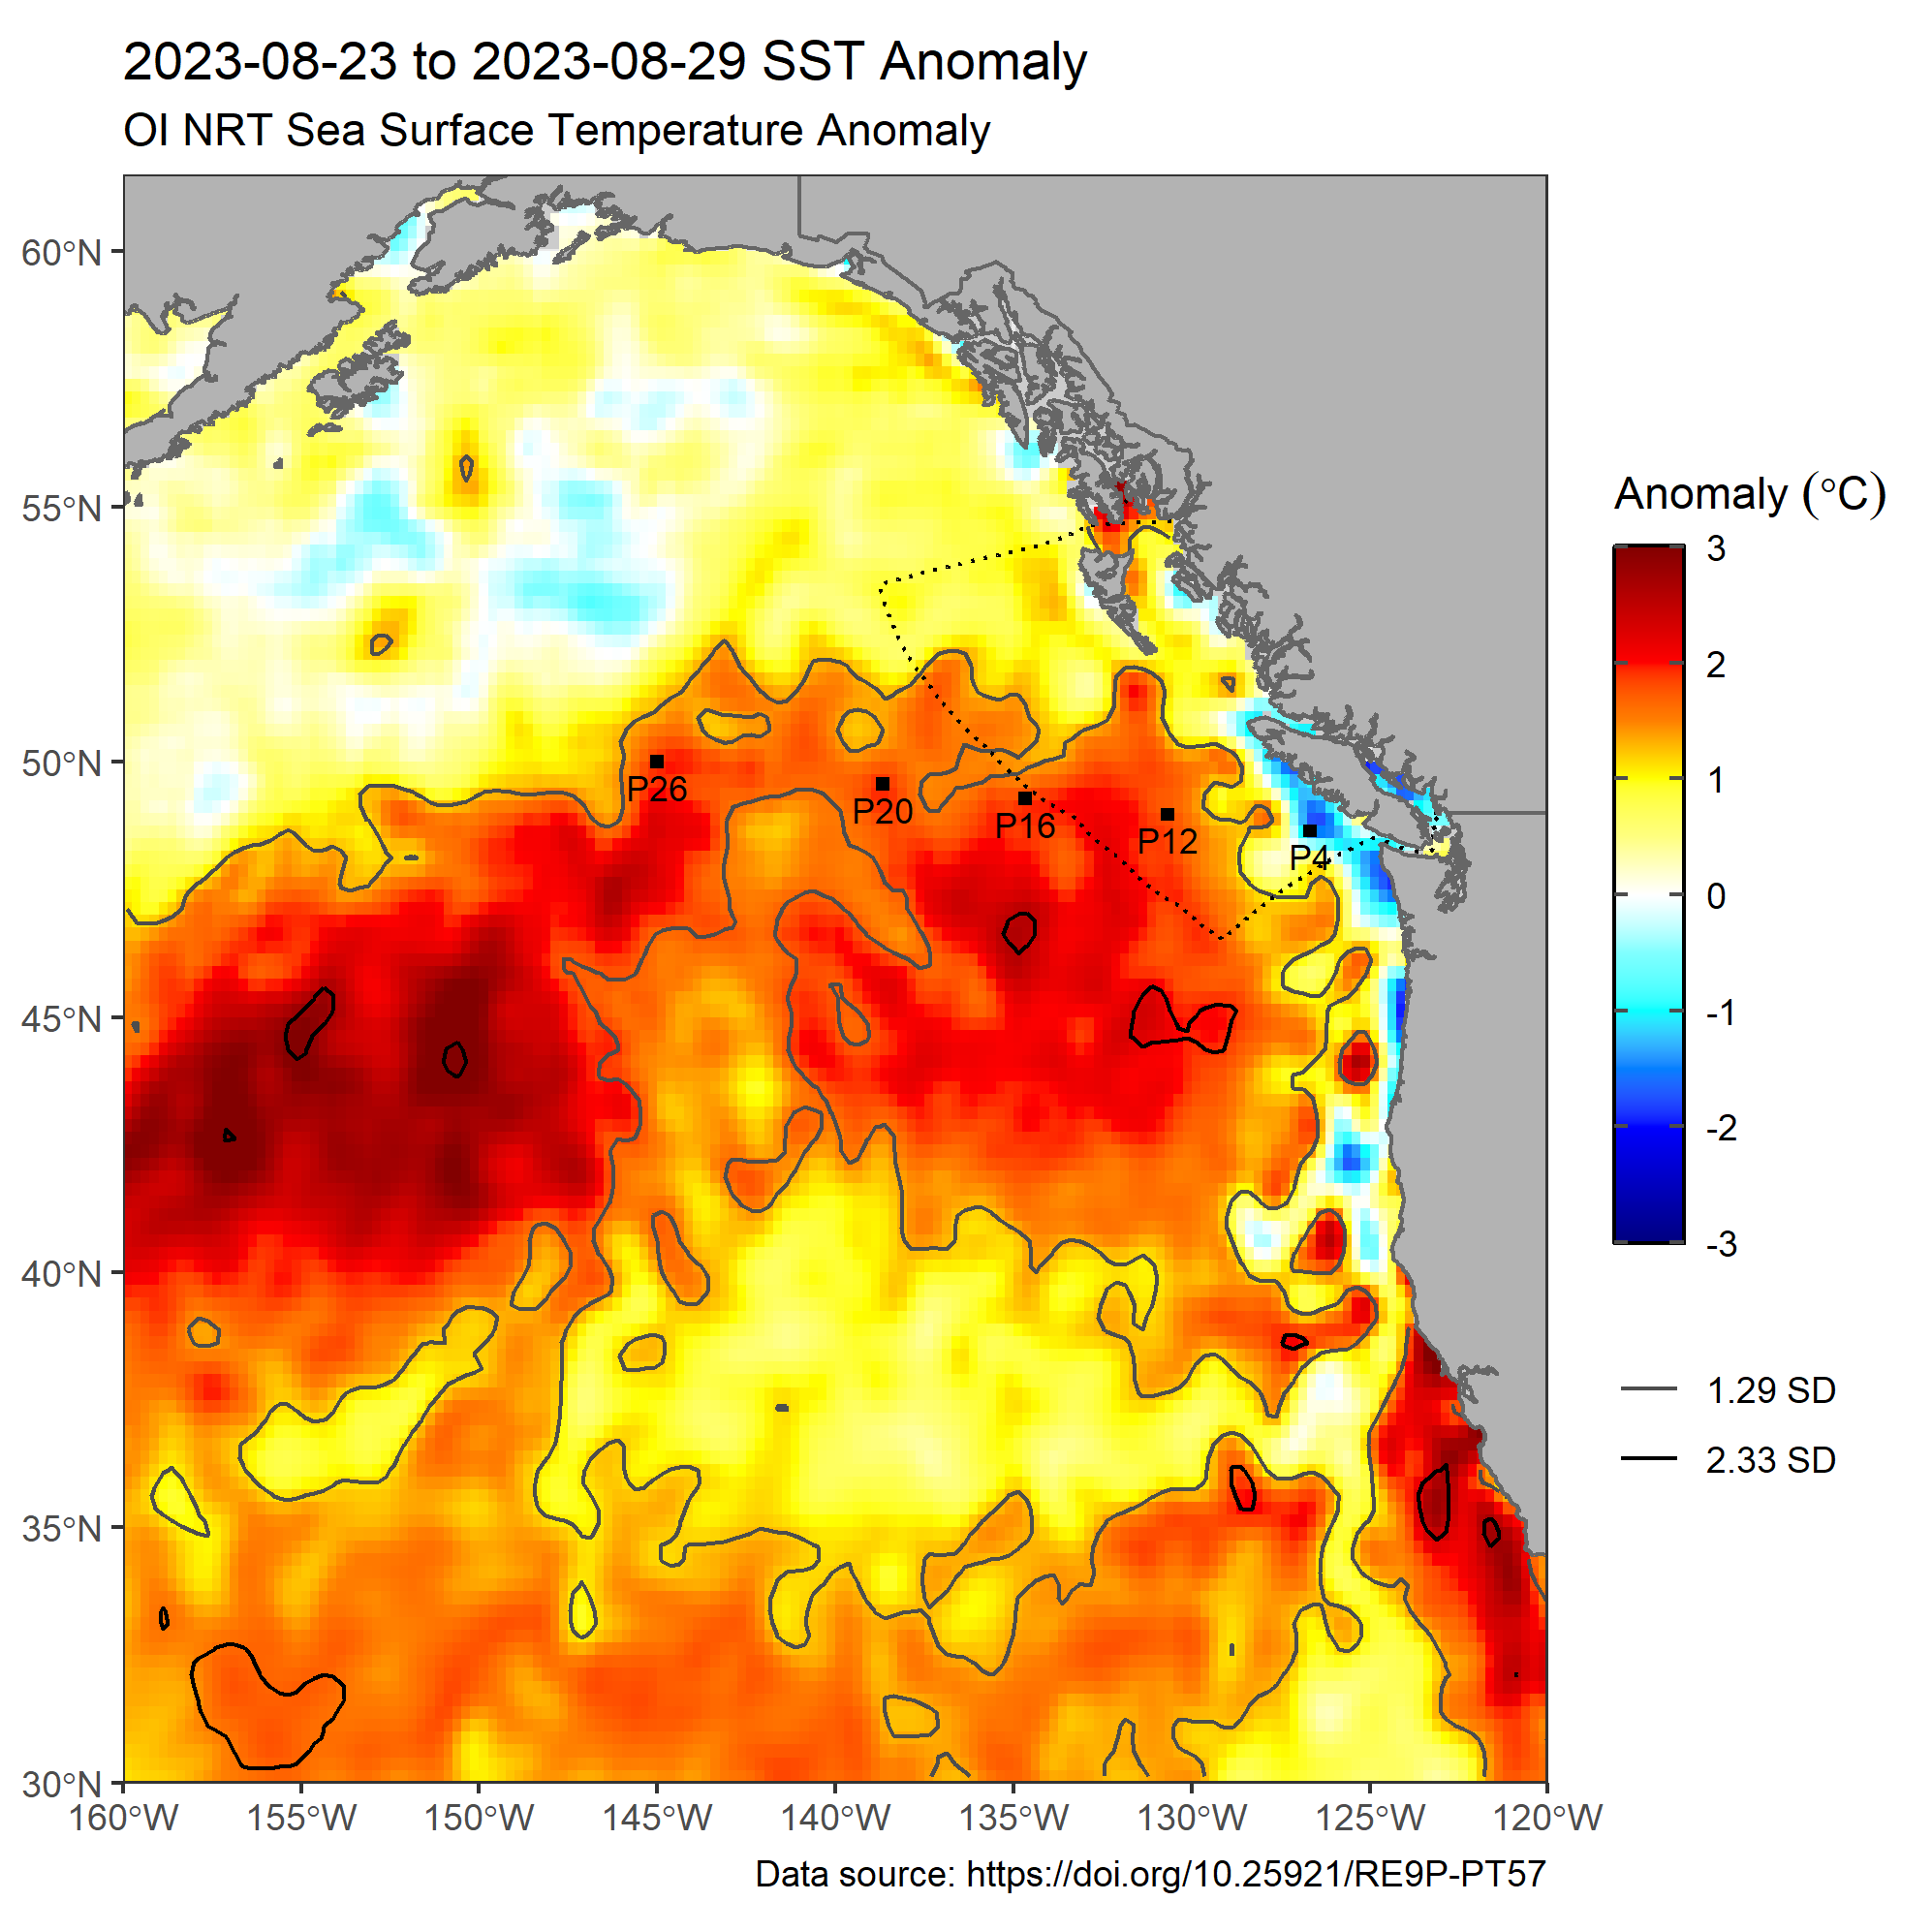 2023-08-23 to 2023-08-29 SST Anomaly
OI NRT Sea Surface Temperature Anomaly
60°N
55°N
50°N
45°N
40°N
35°N
30°N
P26
P20
P16
P12
P4
160°W
155°W
150°W
145°W
140°W
135°W
130°W
125°W
120°W
Anomaly (°C)
3
2
1
0
-1
-2
-3
1.29 SD
2.33 SD
Data source: https://doi.org/10.25921/RE9P-PT57